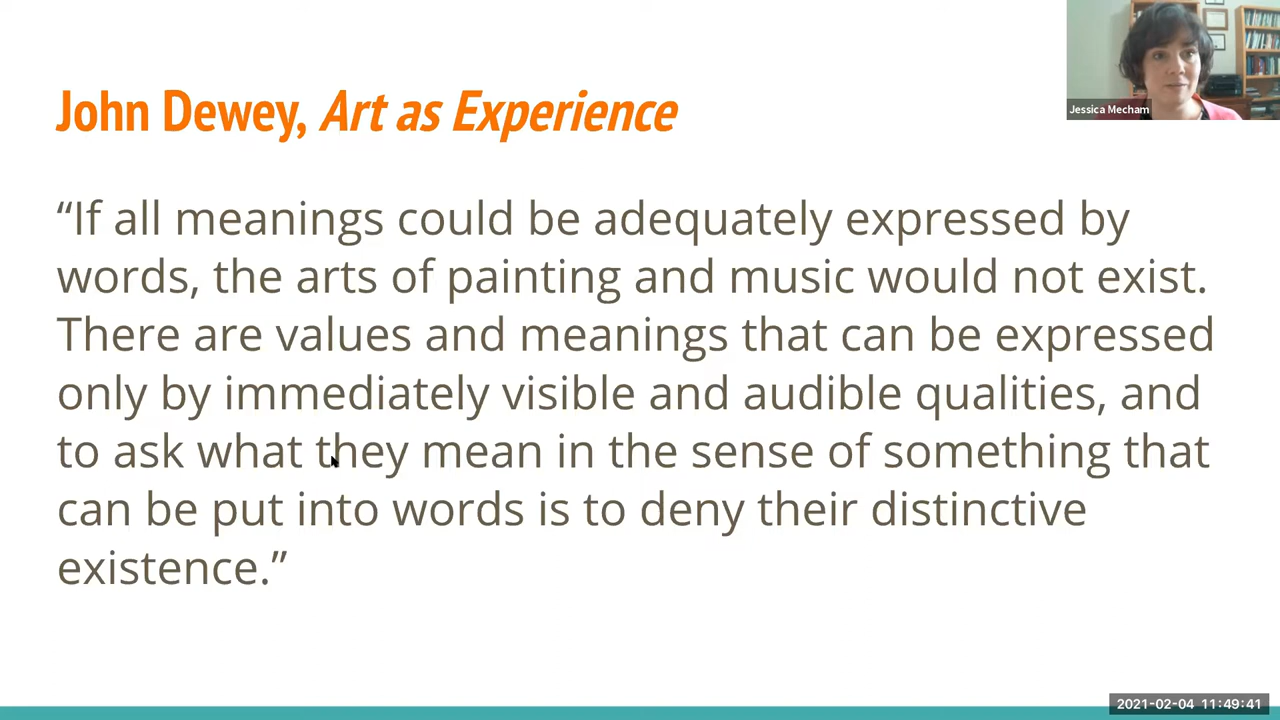 Jessica Mecham
John Dewey, Art as Experience
“If all meanings could be adequately expressed by
words, the arts of painting and music would not exist.
There are values and meanings that can be expressed
only by immediately visible and audible qualities, and
to ask what they mean in the sense of something that
can be put into words is to deny their distinctive
existence.”
2021-02-04 11:49:41